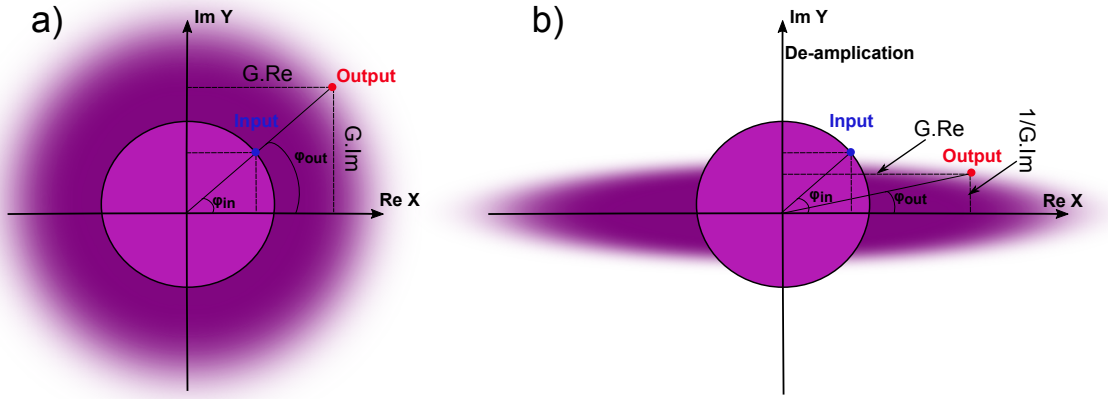 a)
Im Y
G.Re
Output
Input
G.Im
φout
φin
Re X
b)
Im Y
De-amplication
Input
G.Re
1/G.Im
Output
φin
φout
Re X